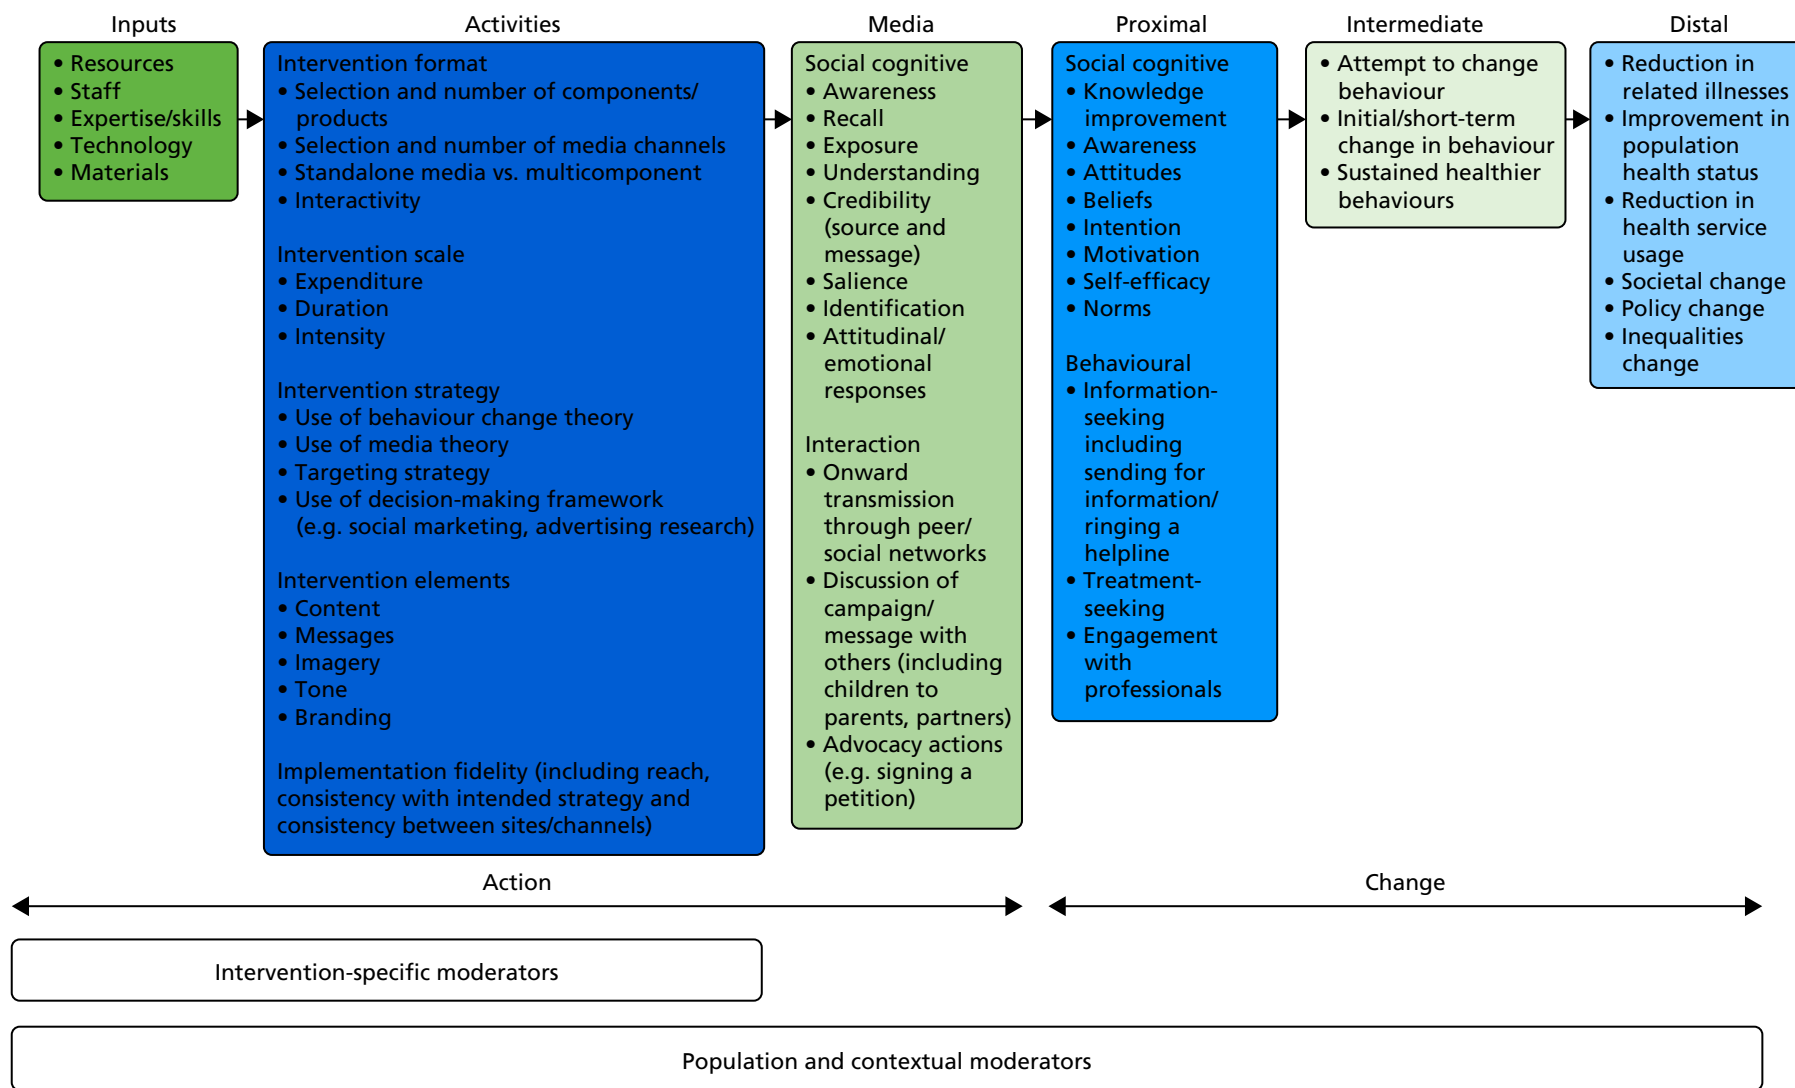 Inputs
• Resources
• Staff
• Expertise/skills
• Technology
• Materials
Activities
Intervention format
• Selection and number of components/
products
• Selection and number of media channels
• Standalone media vs. multicomponent
• Interactivity
Intervention scale
• Expenditure
• Duration
• Intensity
Intervention strategy
• Use of behaviour change theory
• Use of media theory
• Targeting strategy
• Use of decision-making framework
(e.g. social marketing, advertising research)
Intervention elements
• Content
• Messages
• Imagery
• Tone
• Branding
Implementation fidelity (including reach,
consistency with intended strategy and
consistency between sites/channels)
Media
Social cognitive
• Awareness
• Recall
• Exposure
• Understanding
• Credibility
(source and
message)
• Salience
• Identification
• Attitudinal/
emotional
responses
Interaction
• Onward
transmission
through peer/
social networks
• Discussion of
campaign/
message with
others (including
children to
parents, partners)
• Advocacy actions
(e.g. signing a
petition)
Proximal
Social cognitive
• Knowledge
improvement
• Awareness
• Attitudes
• Beliefs
• Intention
• Motivation
• Self-efficacy
• Norms
Behavioural
• Information-
seeking
including
sending for
information/
ringing a
helpline
• Treatment-
seeking
• Engagement
with
professionals
Intermediate
• Attempt to change
behaviour
• Initial/short-term
change in behaviour
• Sustained healthier
behaviours
Distal
• Reduction in
related illnesses
• Improvement in
population
health status
• Reduction in
health service
usage
• Societal change
• Policy change
• Inequalities
change
Action
Change
Intervention-specific moderators
Population and contextual moderators